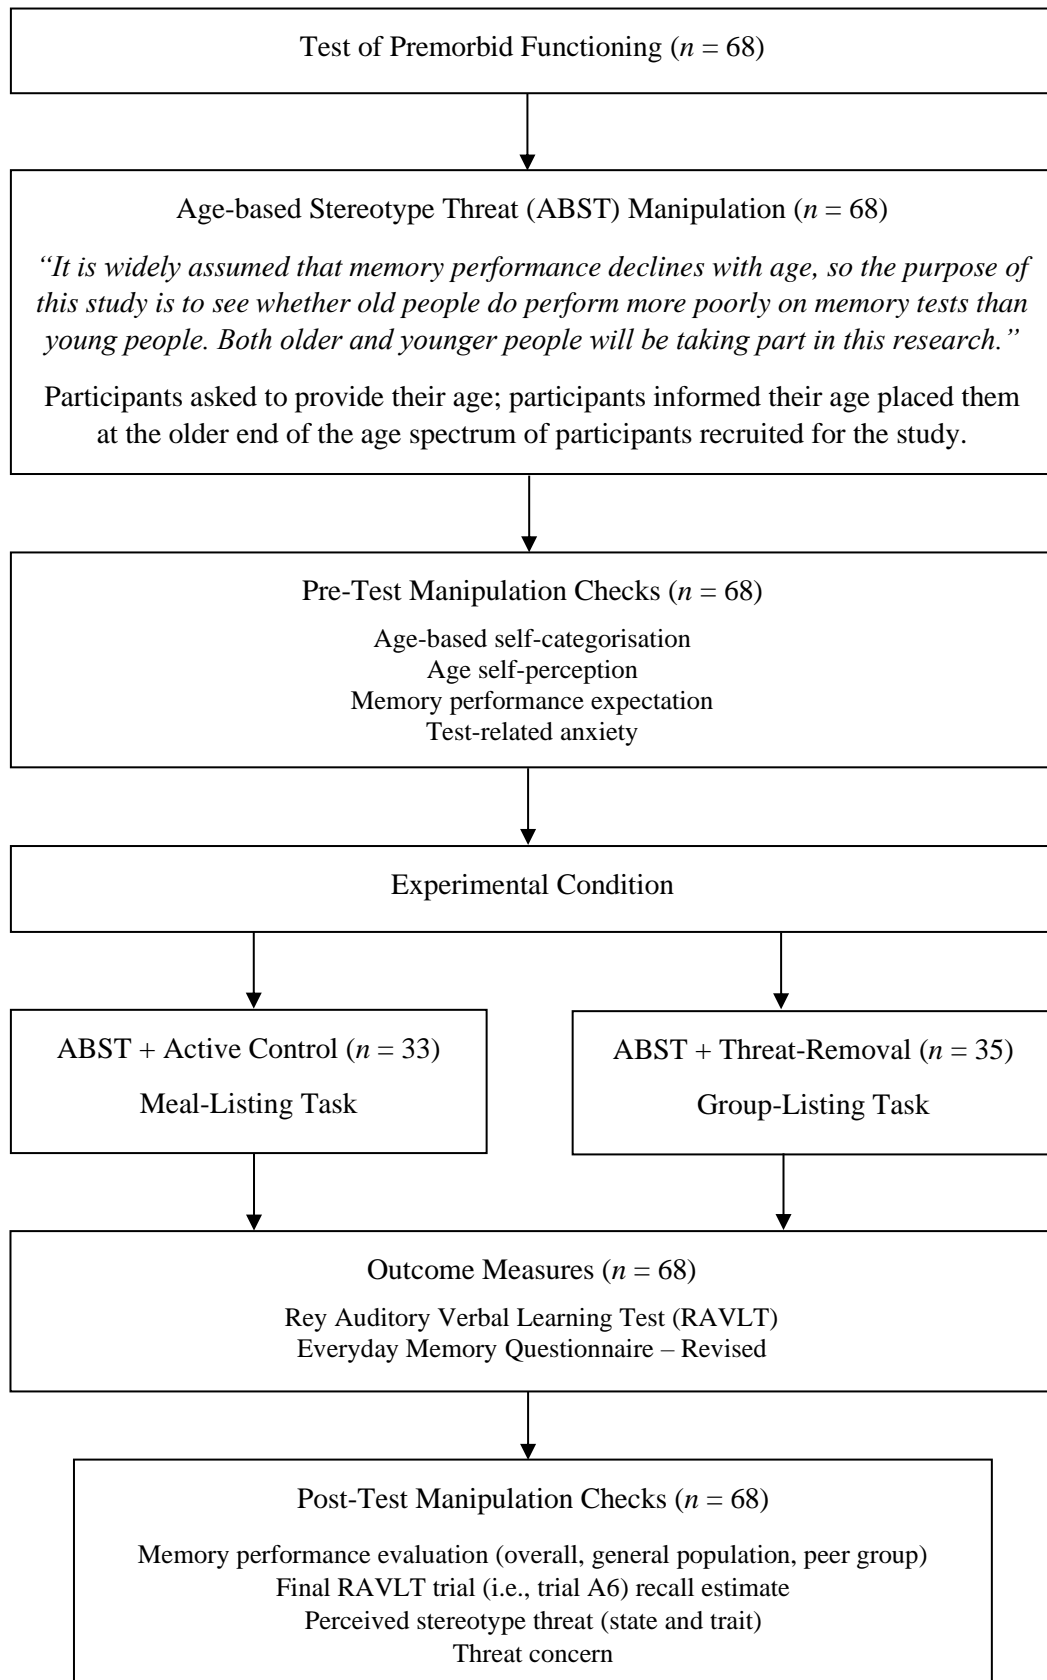 Test of Premorbid Functioning (n = 68)
Age-based Stereotype Threat (ABST) Manipulation (n = 68)
“It is widely assumed that memory performance declines with age, so the purpose of
this study is to see whether old people do perform more poorly on memory tests than
young people. Both older and younger people will be taking part in this research.”
Participants asked to provide their age; participants informed their age placed them
at the older end of the age spectrum of participants recruited for the study.
Pre-Test Manipulation Checks (n = 68)
Age-based self-categorisation
Age self-perception
Memory performance expectation
Test-related anxiety
Experimental Condition
ABST + Active Control (n = 33)
Meal-Listing Task
ABST + Threat-Removal (n = 35)
Group-Listing Task
Outcome Measures (n = 68)
Rey Auditory Verbal Learning Test (RAVLT)
Everyday Memory Questionnaire – Revised
Post-Test Manipulation Checks (n = 68)
Memory performance evaluation (overall, general population, peer group)
Final RAVLT trial (i.e., trial A6) recall estimate
Perceived stereotype threat (state and trait)
Threat concern